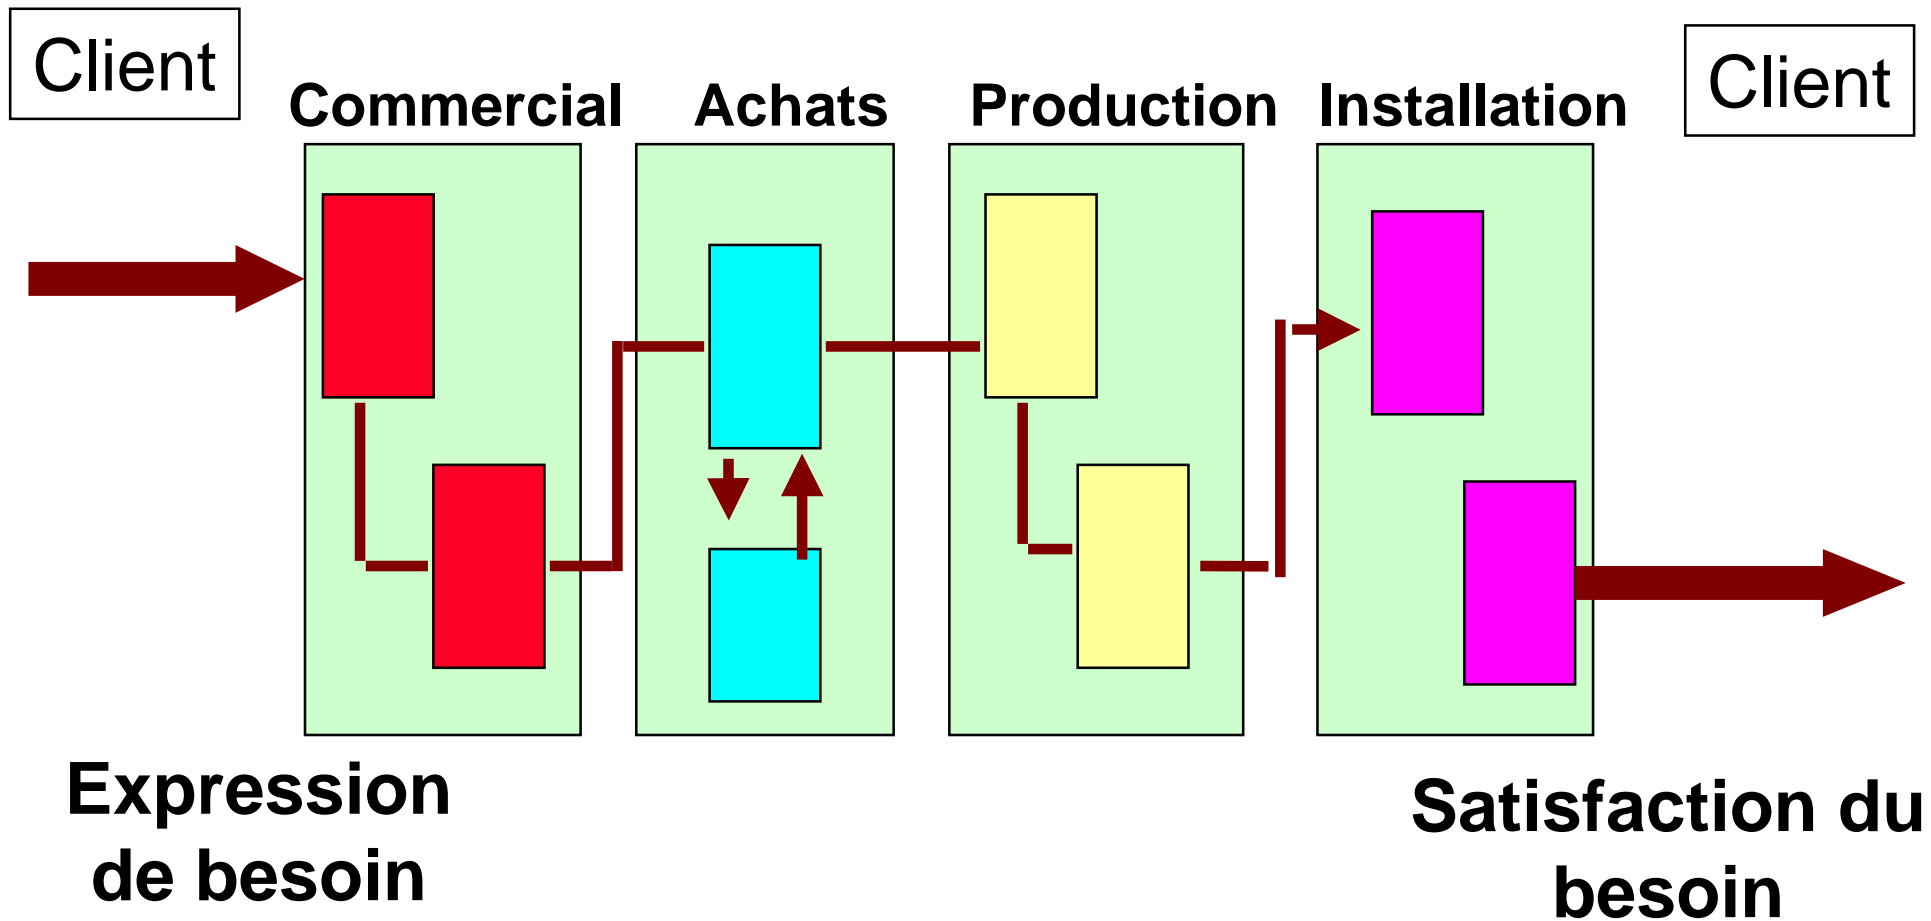 Client
Client
Commercial
Achats
Production
Installation
Expression
de besoin
Satisfaction du
besoin